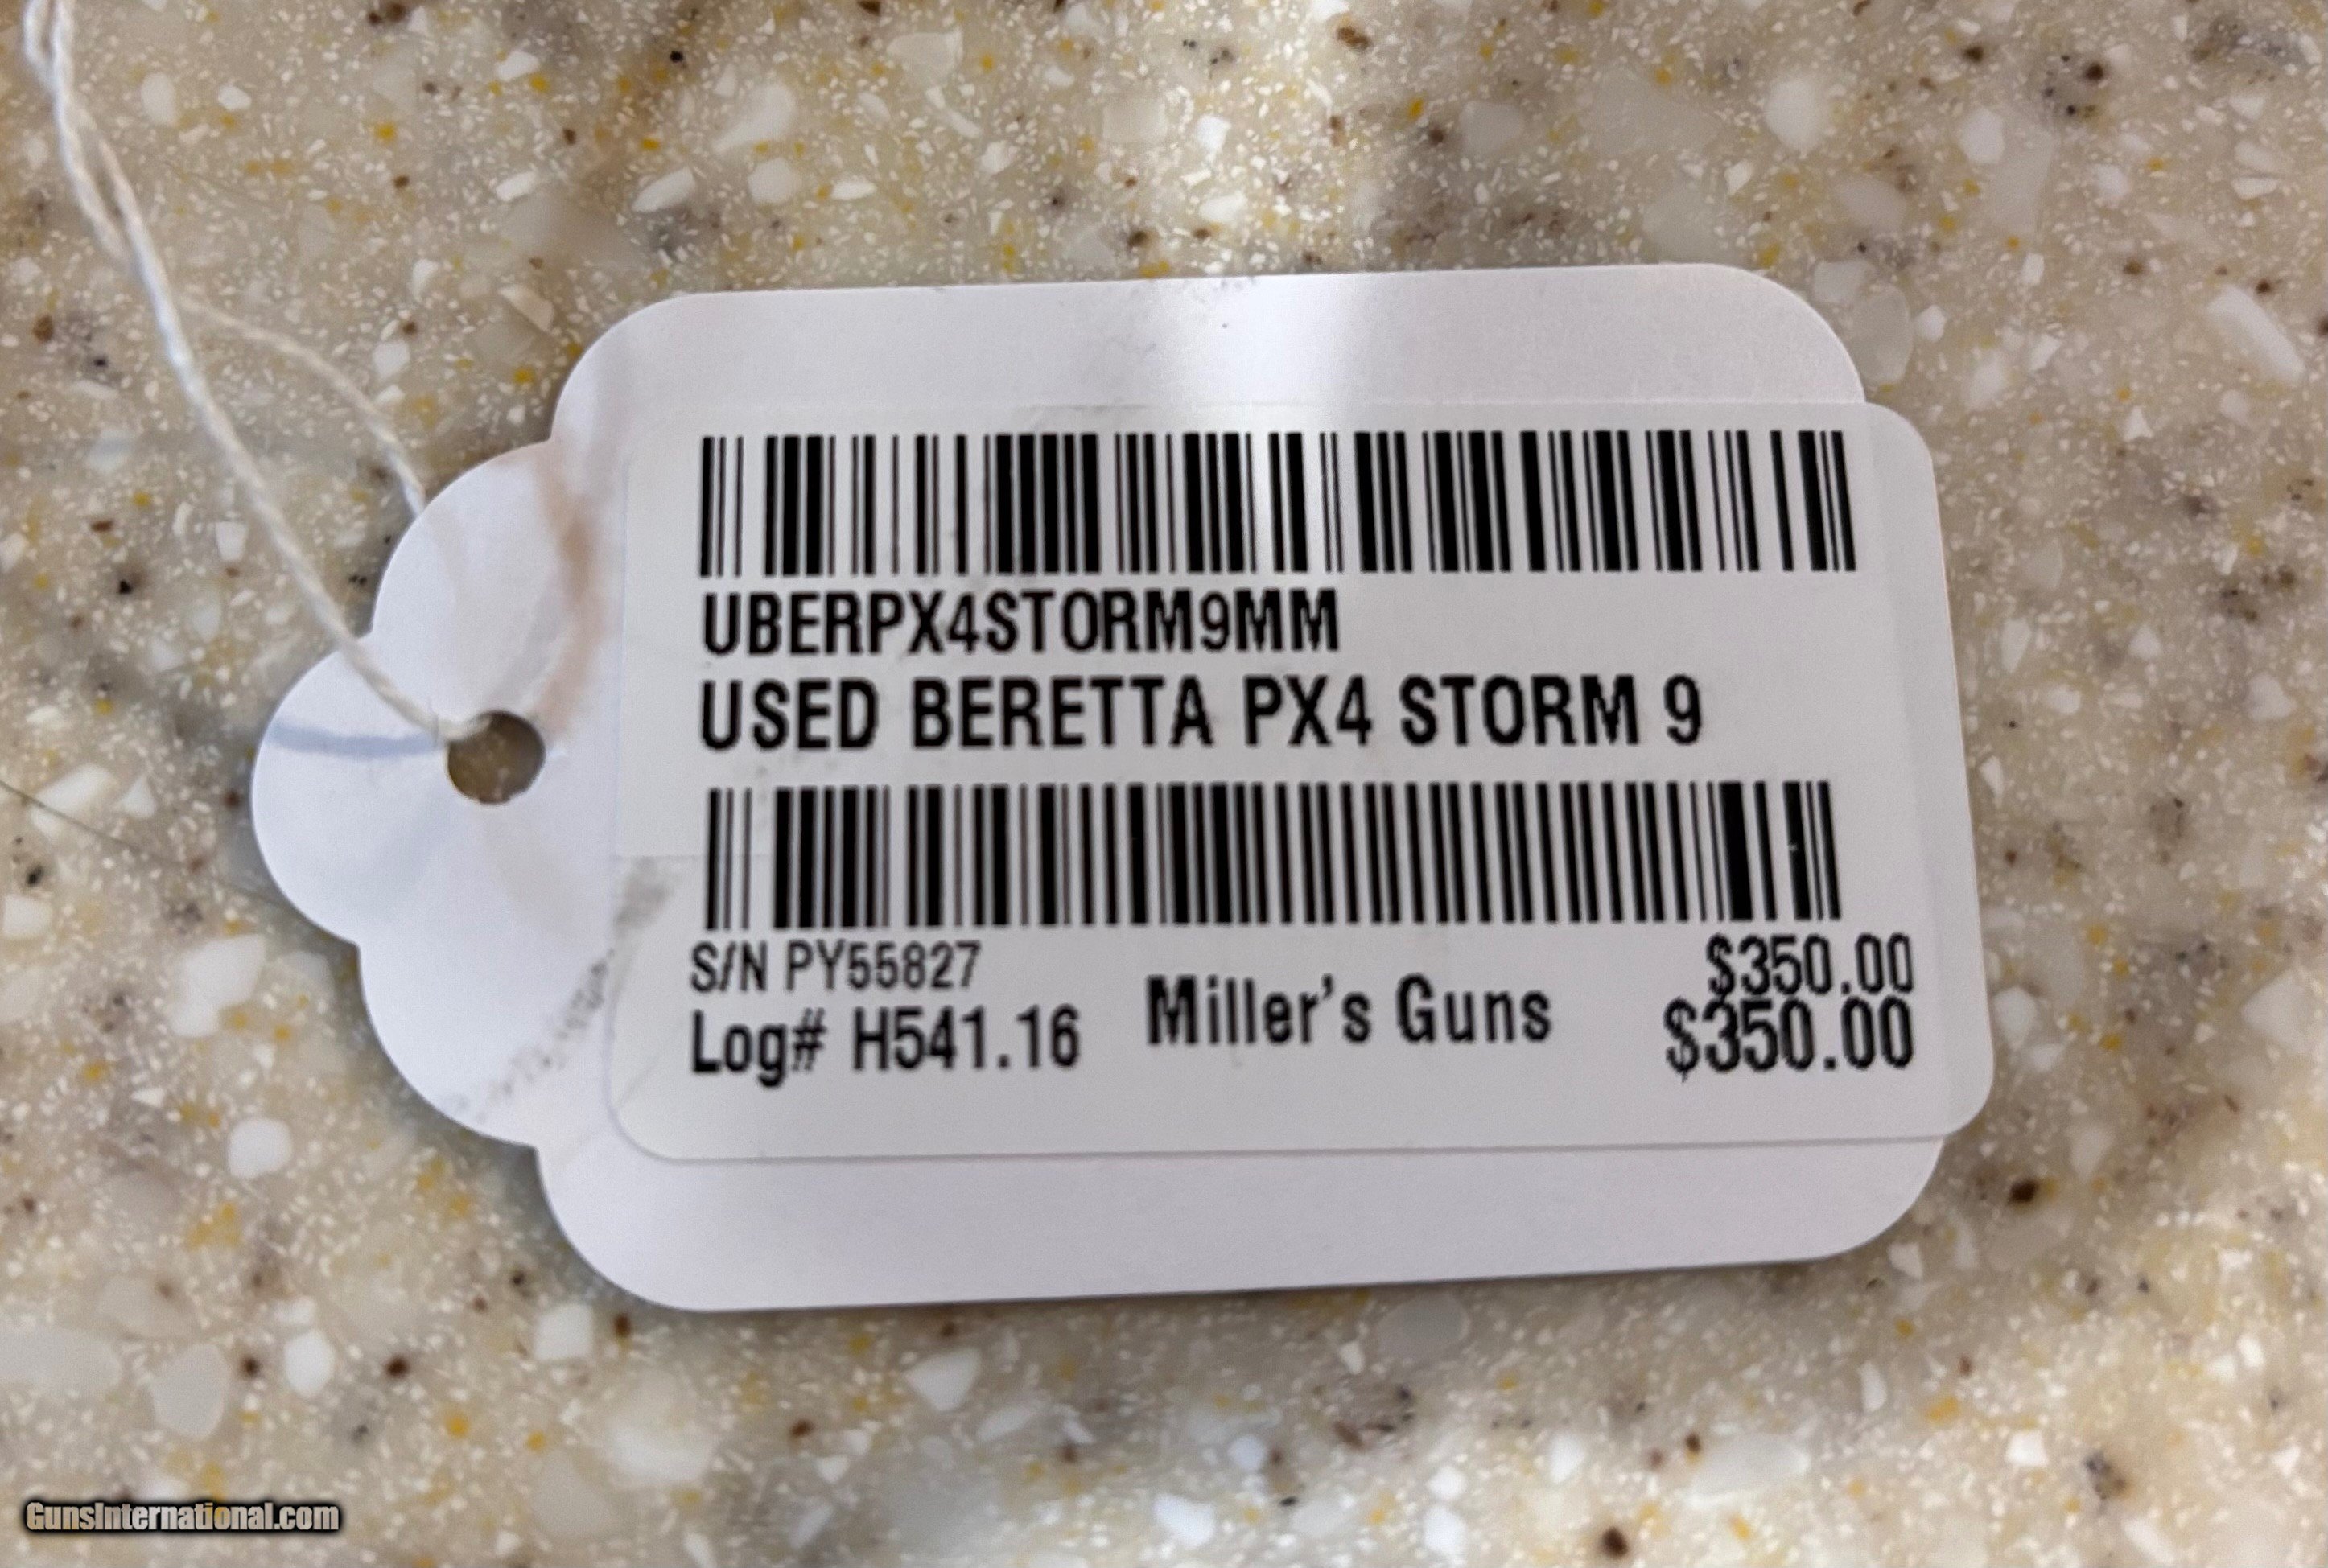 UBERPX4STORM9MM
USED BERETTA PX4 STORM 9
S/N PY55827
$350.00
Log# H541.16
Miller's Guns
$350.00
GunsInternational.com